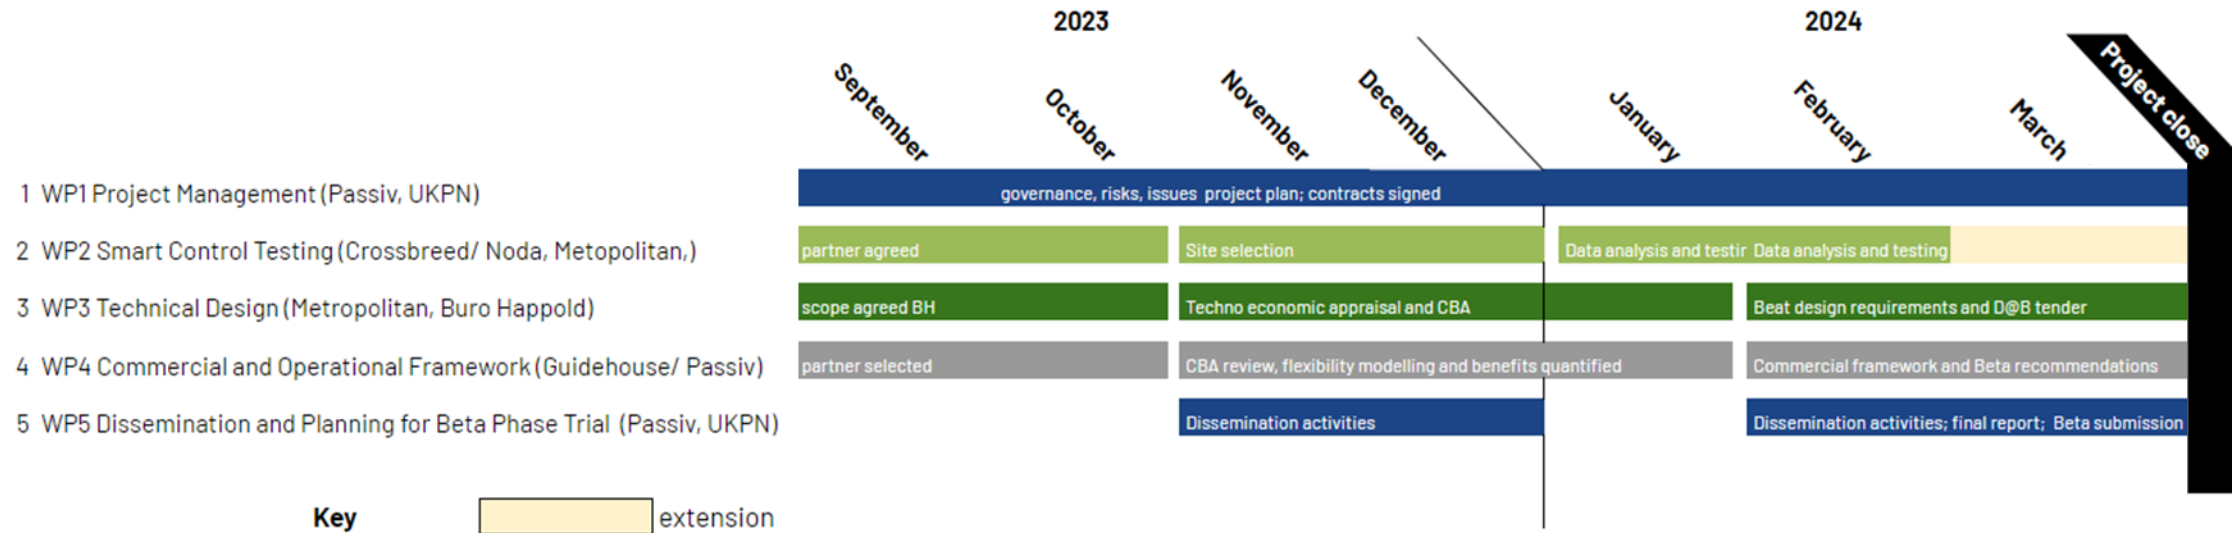 2023 2024
September October November December January February March Project close
1 WP1 Project Management (Passiv, UKPN) governance, risks, issues project plan; contracts signed
2 WP2 Smart Control Testing (Crossbreed/ Noda, Metopolitan,) partner agreed Site selection Data analysis and testir Data analysis and testing
3 WP3 Technical Design (Metropolitan, Buro Happold) scope agreed BH Techno economic appraisal and CBA Beat design requirements and D@B tender
4 WP4 Commercial and Operational Framework (Guidehouse/ Passiv) partner selected CBA review, flexibility modelling and benefits quantified Commercial framework and Beta recommendations
5 WP5 Dissemination and Planning for Beta Phase Trial (Passiv, UKPN) Dissemination activities Dissemination activities; final report; Beta submission
Key extension